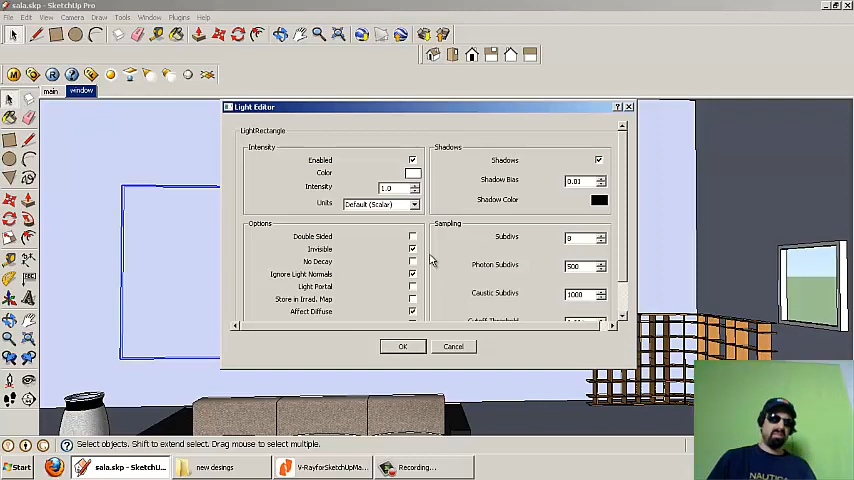 sala.skp - SketchUp Pro
File Edit View Camera Draw Tools Window Plugins Help
main window
Light Editor
LightRectangle
Intensity
Enabled
Color
Intensity 1.0
Units Default (Scalar)
Shadows
Shadows
Shadow Bias 0.01
Shadow Color
Options
Double Sided
Invisible
No Decay
Ignore Light Normals
Light Portal
Store in Irrad. Map
Affect Diffuse
Sampling
Subdivs 8
Photon Subdivs 500
Caustic Subdivs 1000
OK Cancel
NAUTICA
Select objects. Shift to extend select. Drag mouse to select multiple.
Start sala.skp - SketchU... new desings V-RayforSketchUpMa... Recording...